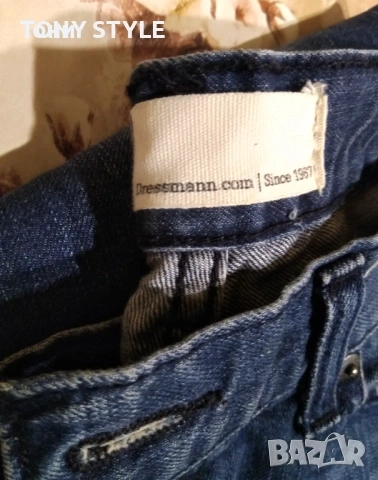 TONY STYLE
Dressmann.com | Since 1967
BAZAR